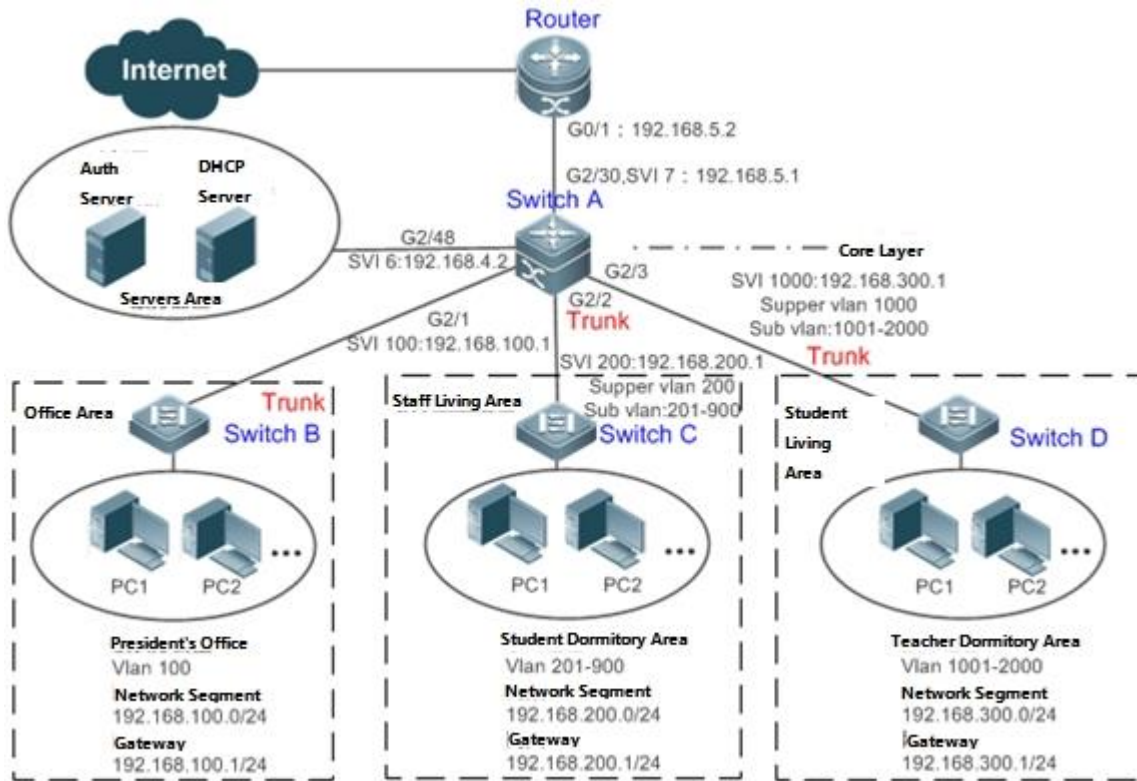 Router
Internet
G0/1 : 192.168.5.2
Auth
Server
DHCP
Server
G2/30,SVI 7 : 192.168.5.1
Switch A
G2/48
SVI 6:192.168.4.2
Servers Area
Core Layer
G2/3
SVI 1000:192.168.300.1
Supper vlan 1000
Sub vlan:1001-2000
Trunk
G2/2
Trunk
G2/1
SVI 100:192.168.100.1
SVI 200:192.168.200.1
Supper vlan 200
Sub vlan:201-900
Office Area
Trunk
Switch B
PC1
PC2
...
President's Office
Vlan 100
Network Segment
192.168.100.0/24
Gateway
192.168.100.1/24
Staff Living Area
Switch C
PC1
PC2
...
Student Dormitory Area
Vlan 201-900
Network Segment
192.168.200.0/24
Gateway
192.168.200.1/24
Student
Living
Area
Switch D
PC1
PC2
...
Teacher Dormitory Area
Vlan 1001-2000
Network Segment
192.168.300.0/24
Gateway
192.168.300.1/24